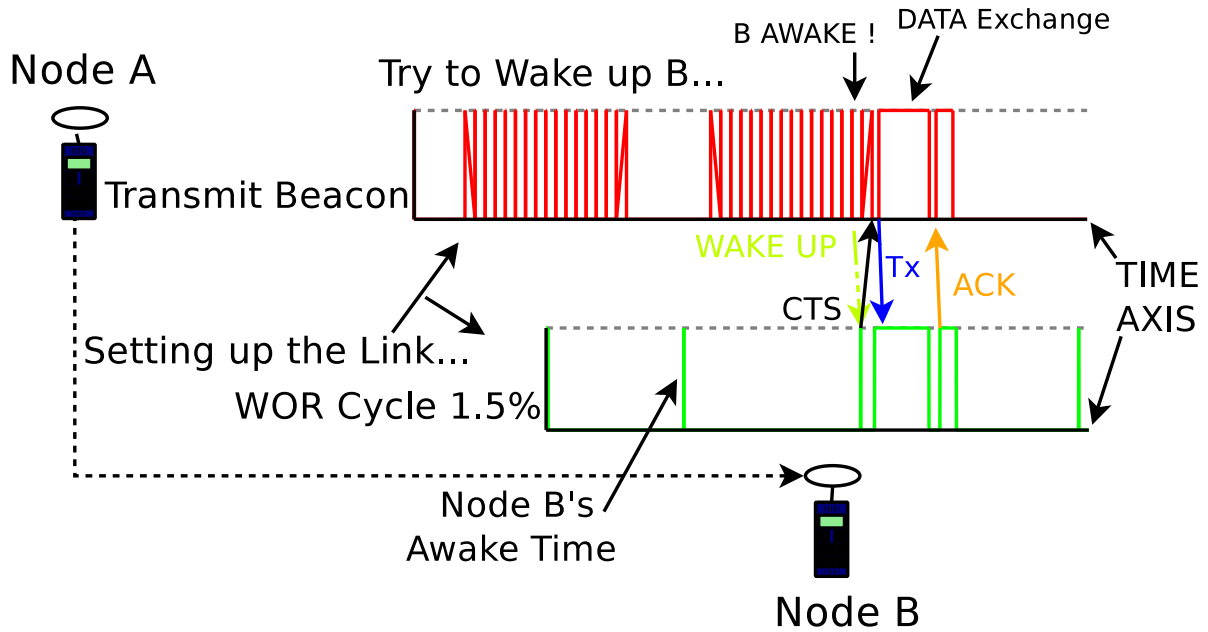 DATA Exchange
B AWAKE !
Node A
Try to Wake up B...
Transmit Beacon
WAKE UP
Tx
ACK
TIME
AXIS
CTS
Setting up the Link...
WOR Cycle 1.5%
Node B's
Awake Time
Node B